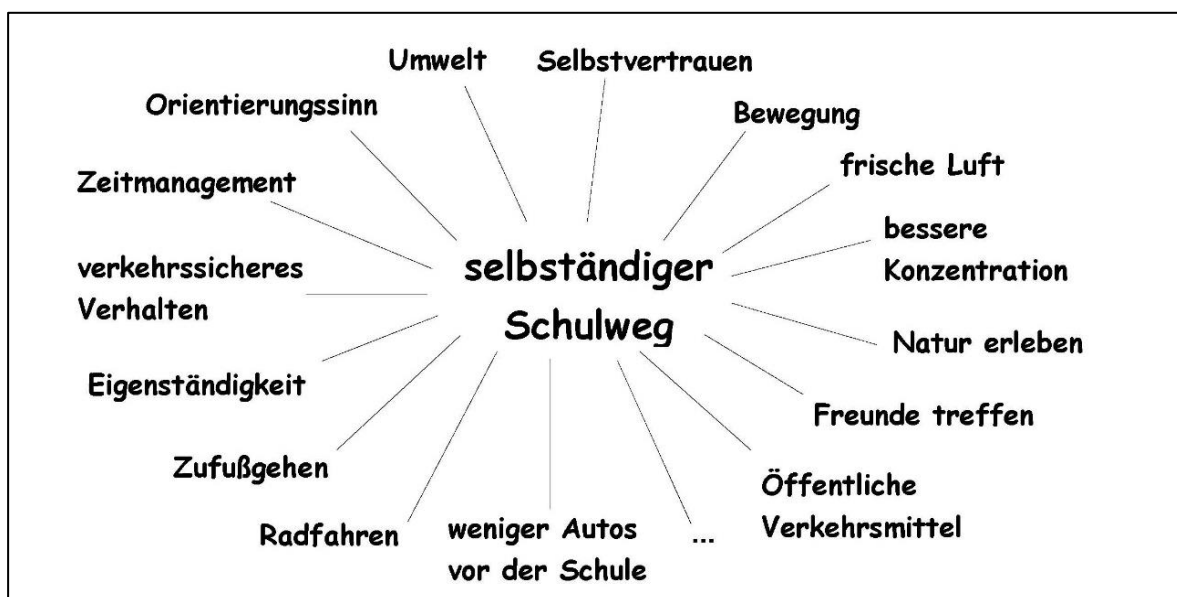 Umwelt
Selbstvertrauen
Orientierungssinn
Bewegung
frische Luft
Zeitmanagement
bessere
Konzentration
selbständiger
Schulweg
verkehrssicheres
Verhalten
Natur erleben
Eigenständigkeit
Freunde treffen
Zufußgehen
Öffentliche
Verkehrsmittel
Radfahren
weniger Autos
vor der Schule
...